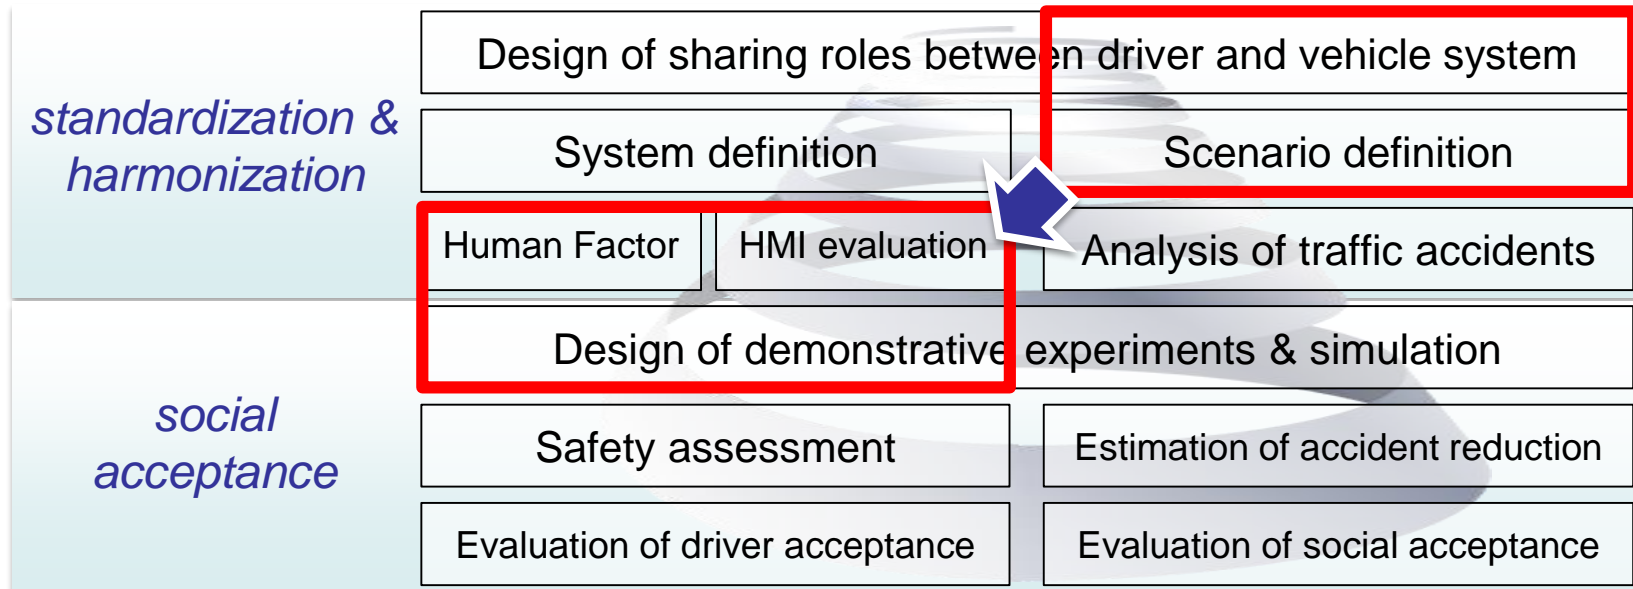 standardization &
harmonization
Design of sharing roles between driver and vehicle system
System definition
Scenario definition
Human Factor
HMI evaluation
Analysis of traffic accidents
social
acceptance
Design of demonstrative experiments & simulation
Safety assessment
Estimation of accident reduction
Evaluation of driver acceptance
Evaluation of social acceptance